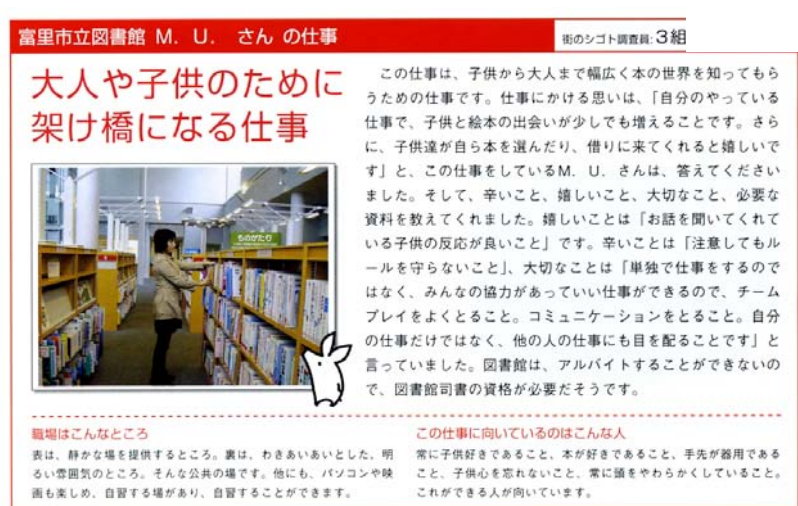 富里市立図書館 M. U. さん の仕事
街のシゴト調査員:3組
大人や子供のために
架け橋になる仕事
この仕事は、子供から大人まで幅広く本の世界を知ってもら
うための仕事です。仕事にかける思いは、「自分のやっている
仕事で、子供と絵本の出会いが少しでも増えることです。さら
に、子供達が自ら本を選んだり、借りに来てくれると嬉しいで
す」と、この仕事をしているM. U. さんは、答えてください
ました。そして、辛いこと、嬉しいこと、大切なこと、必要な
資料を教えてくれました。嬉しいことは「お話を聞いてくれて
いる子供の反応が良いこと」です。辛いことは「注意してもル
ールを守らないこと」、大切なことは「単独で仕事をするので
はなく、みんなの協力があっていい仕事ができるので、チーム
プレイをよくとること。コミュニケーションをとること。自分
の仕事だけではなく、他の人の仕事にも目を配ることです」と
言っていました。図書館は、アルバイトすることができないの
で、図書館司書の資格が必要だそうです。
ものがたり
職場はこんなところ
表は、静かな場を提供するところ。裏は、わきあいあいとした、明
るい雰囲気のところ。そんな公共の場です。他にも、パソコンや映
画も楽しめ、自習する場があり、自習することができます。
この仕事に向いているのはこんな人
常に子供好きであること、本が好きであること、手先が器用である
こと、子供心を忘れないこと、常に頭をやわらかくしていること。
これができる人が向いています。